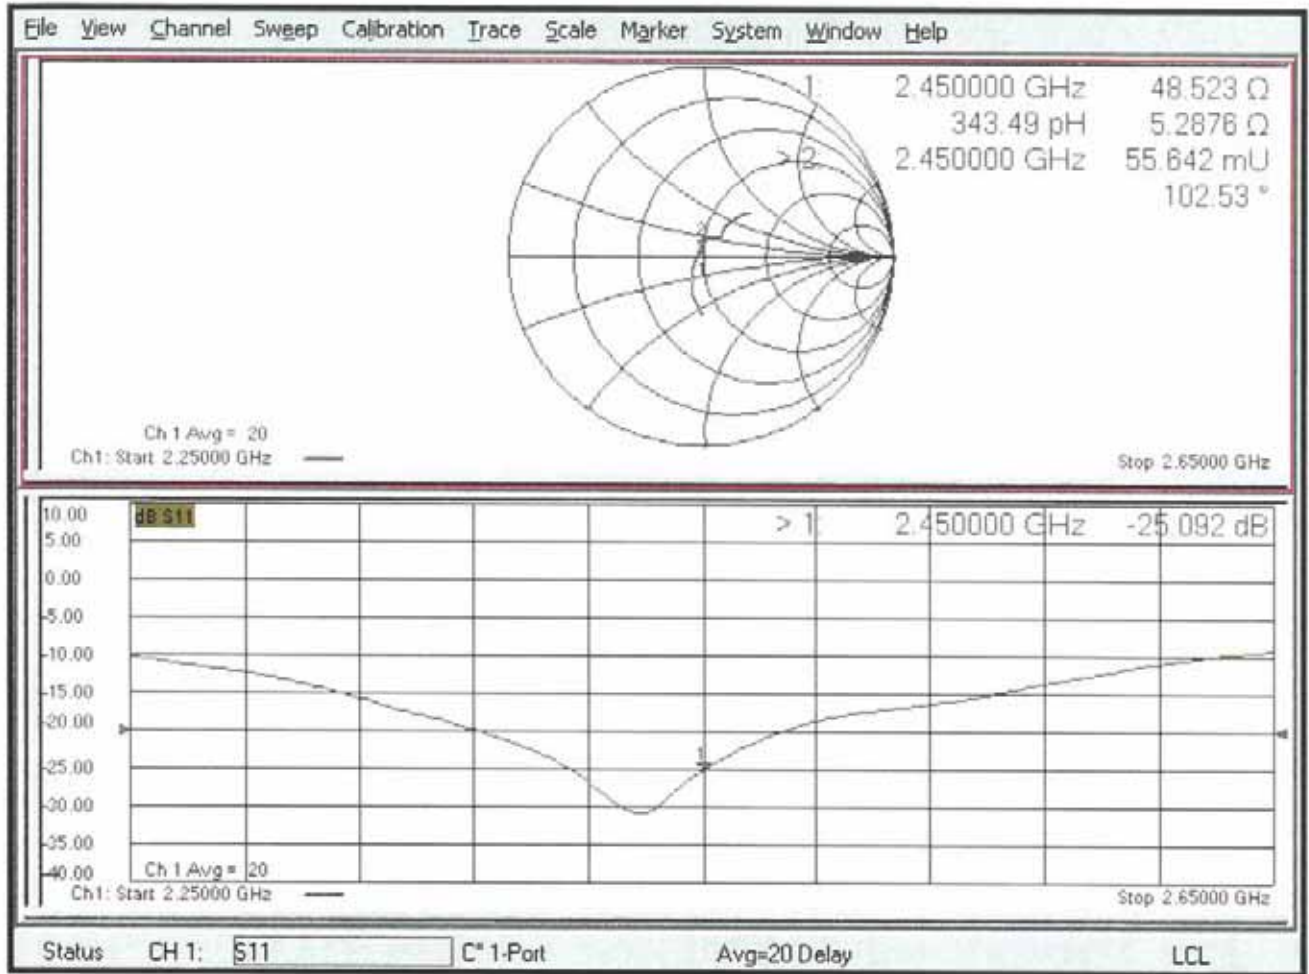 File View Channel Sweep Calibration Trace Scale Marker System Window Help
1: 2.450000 GHz 48.523 Ω
343.49 pH 5.2876 Ω
> 2: 2.450000 GHz 55.642 mU
102.53 °
Ch 1 Avg = 20
Ch1: Start 2.25000 GHz Stop 2.65000 GHz
10.00 dB S11 > 1: 2.450000 GHz -25.092 dB
5.00
0.00
-5.00
-10.00
-15.00
-20.00
1
-25.00
-30.00
-35.00
-40.00 Ch 1 Avg = 20
Ch1: Start 2.25000 GHz Stop 2.65000 GHz
Status CH 1: S11 C* 1-Port Avg=20 Delay LCL